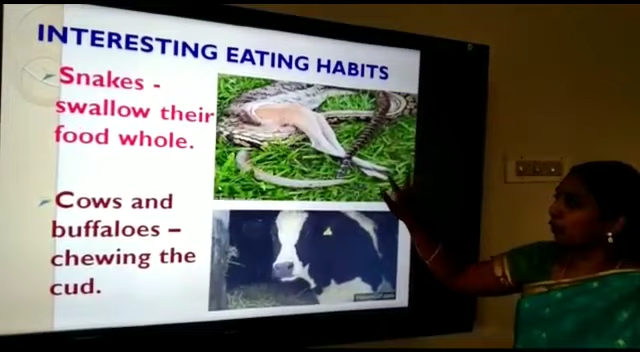 INTERESTING EATING HABITS
Snakes -
swallow their
food whole.
Cows and
buffaloes –
chewing the
cud.